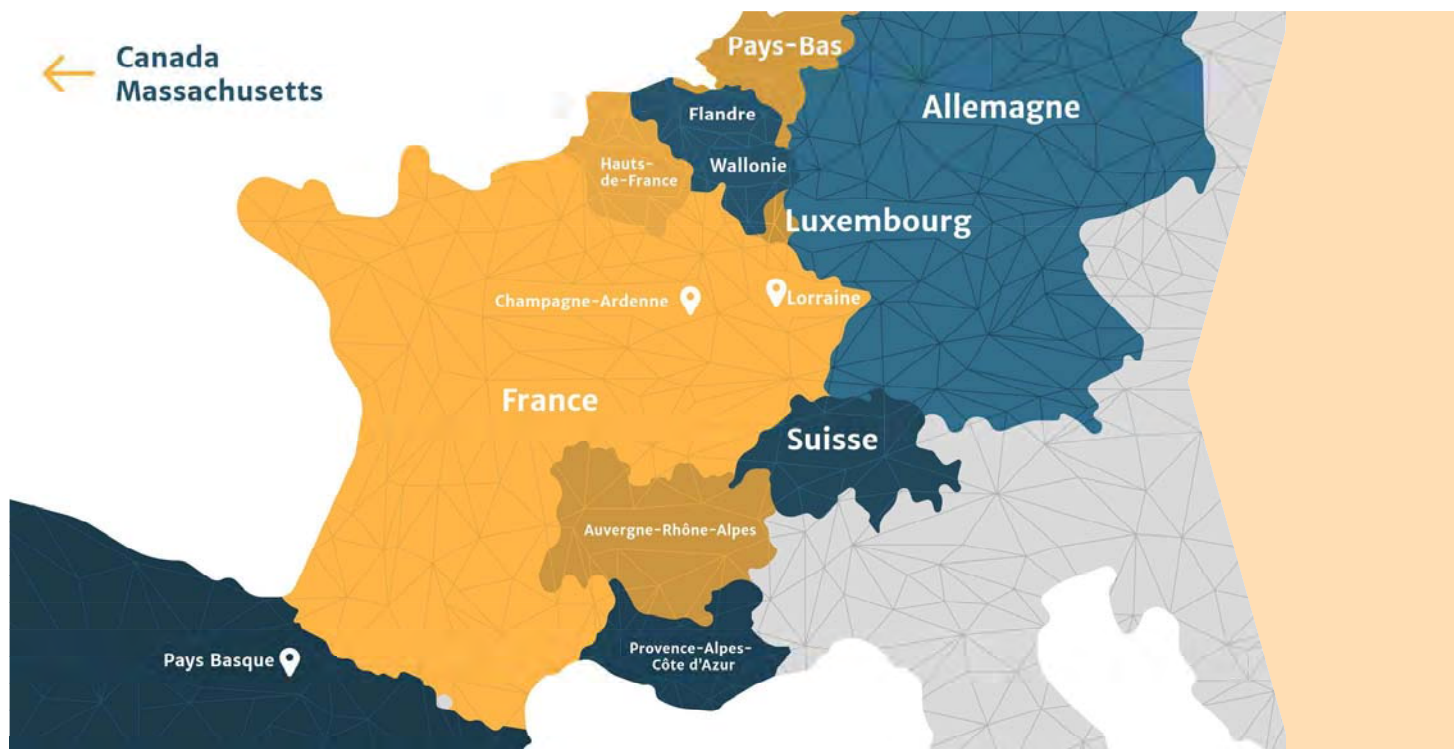 Canada
Massachusetts
Pays-Bas
Allemagne
Flandre
Wallonie
Hauts-
de-France
Luxembourg
Champagne-Ardenne
Lorraine
France
Suisse
Auvergne-Rhône-Alpes
Provence-Alpes-
Côte d'Azur
Pays Basque